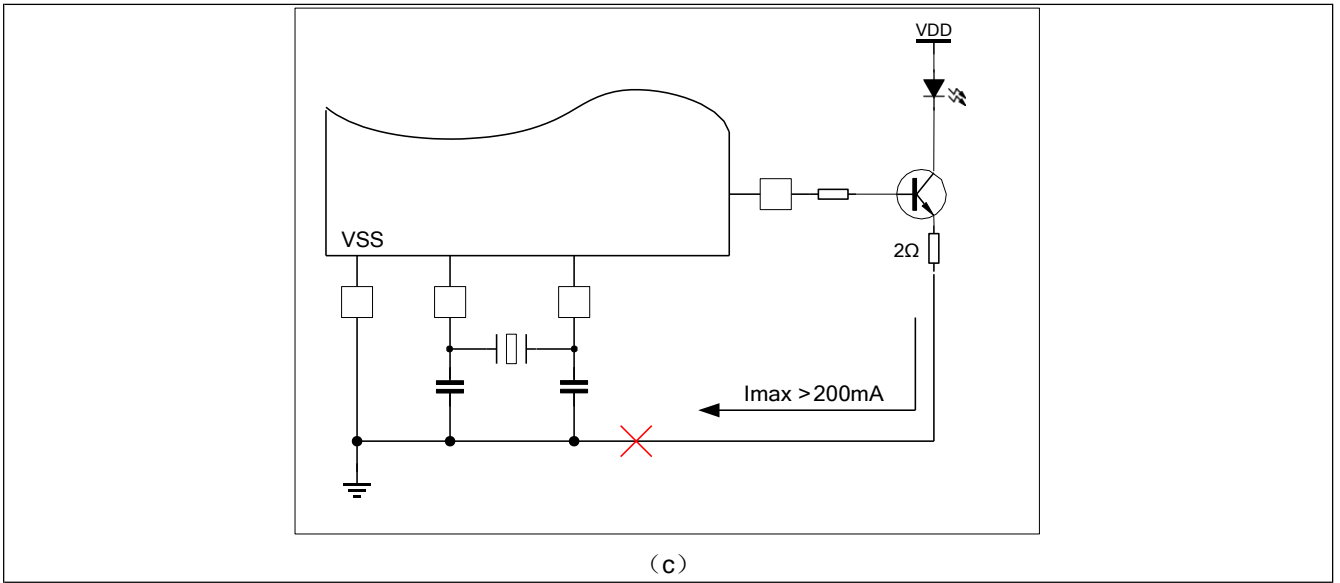 VDD
VSS
2Ω
Imax >200mA
（c）